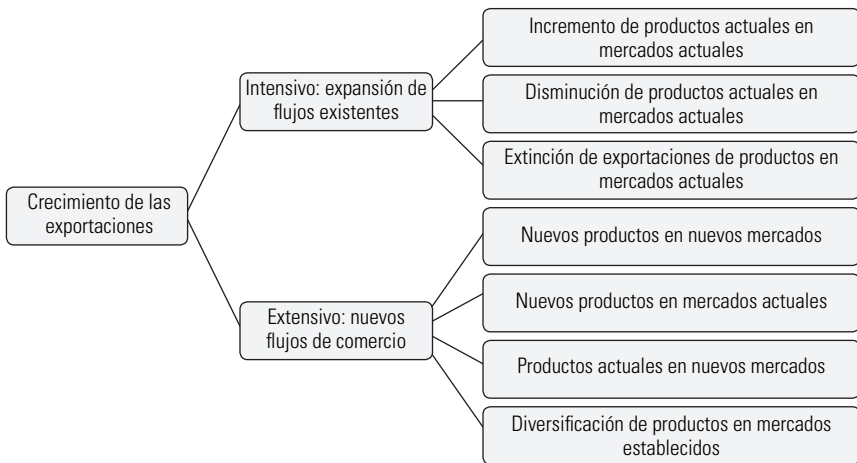 Crecimiento de las
exportaciones
Intensivo: expansión de
flujos existentes
Incremento de productos actuales en
mercados actuales
Disminución de productos actuales en
mercados actuales
Extinción de exportaciones de productos en
mercados actuales
Extensivo: nuevos
flujos de comercio
Nuevos productos en nuevos mercados
Nuevos productos en mercados actuales
Productos actuales en nuevos mercados
Diversificación de productos en mercados
establecidos